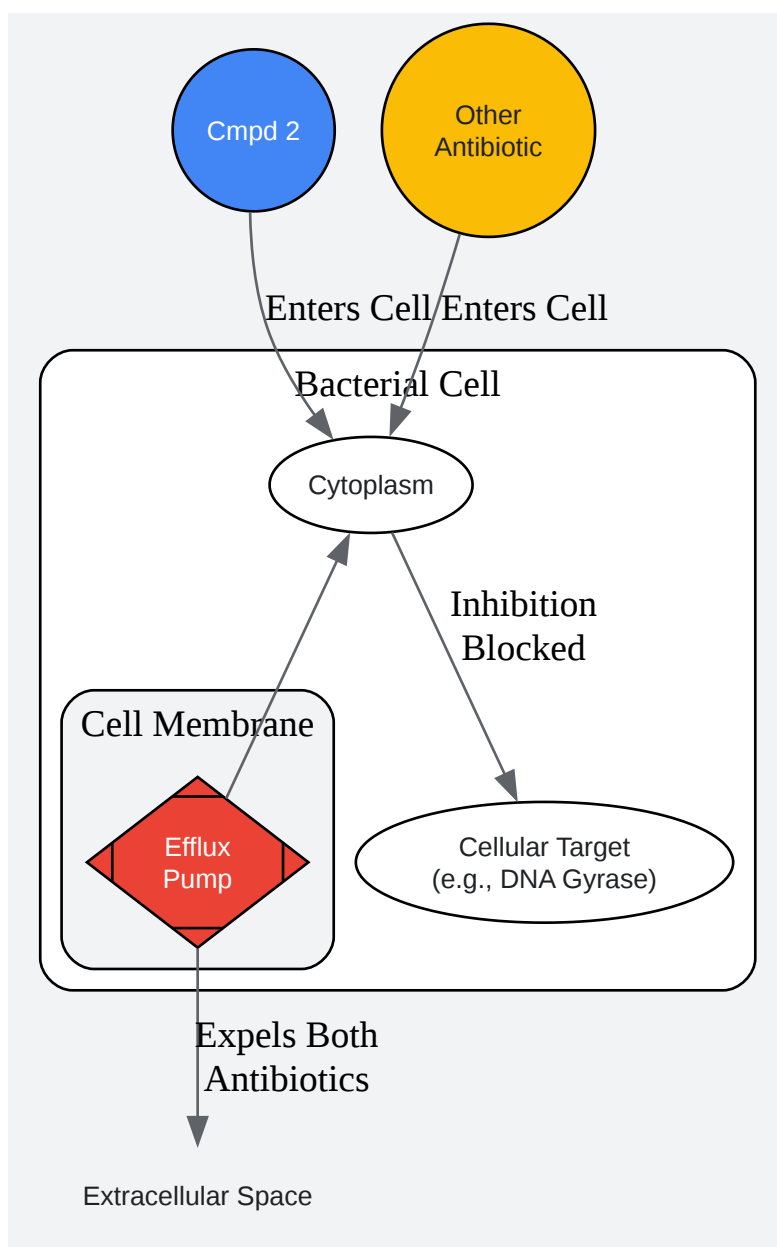 Cmpd 2
Other
Antibiotic
Enters Cell
Enters Cell
Bacterial Cell
Cytoplasm
Inhibition
Blocked
Cell Membrane
Efflux
Pump
Cellular Target
(e.g., DNA Gyrase)
Expels Both
Antibiotics
Extracellular Space